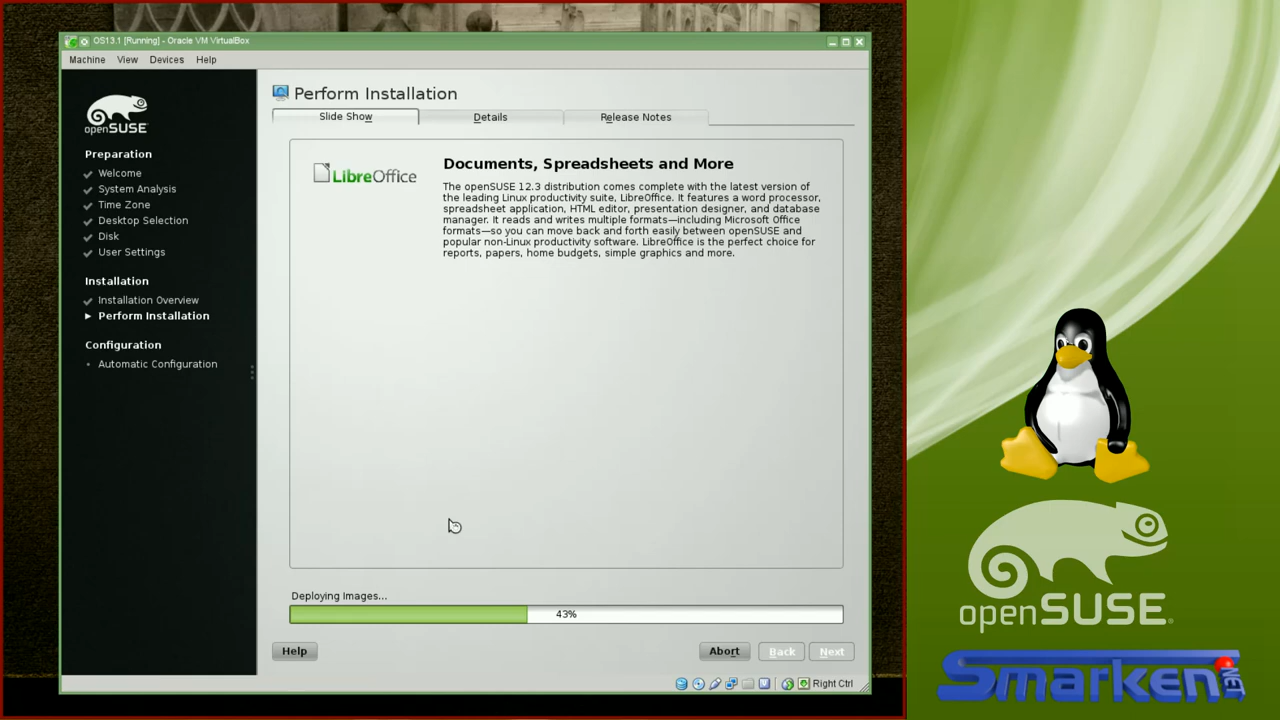 OS13.1 [Running] - Oracle VM VirtualBox
Machine View Devices Help
openSUSE
Preparation
Welcome
System Analysis
Time Zone
Desktop Selection
Disk
User Settings
Installation
Installation Overview
Perform Installation
Configuration
Automatic Configuration
Perform Installation
Slide Show Details Release Notes
LibreOffice
Documents, Spreadsheets and More
The openSUSE 12.3 distribution comes complete with the latest version of
the leading Linux productivity suite, LibreOffice. It features a word processor,
spreadsheet application, HTML editor, presentation designer, and database
manager. It reads and writes multiple formats—including Microsoft Office
formats—so you can move back and forth easily between openSUSE and
popular non-Linux productivity software. LibreOffice is the perfect choice for
reports, papers, home budgets, simple graphics and more.
Deploying Images...
43%
Help Abort Back Next
Right Ctrl
openSUSE
Smarken.NET